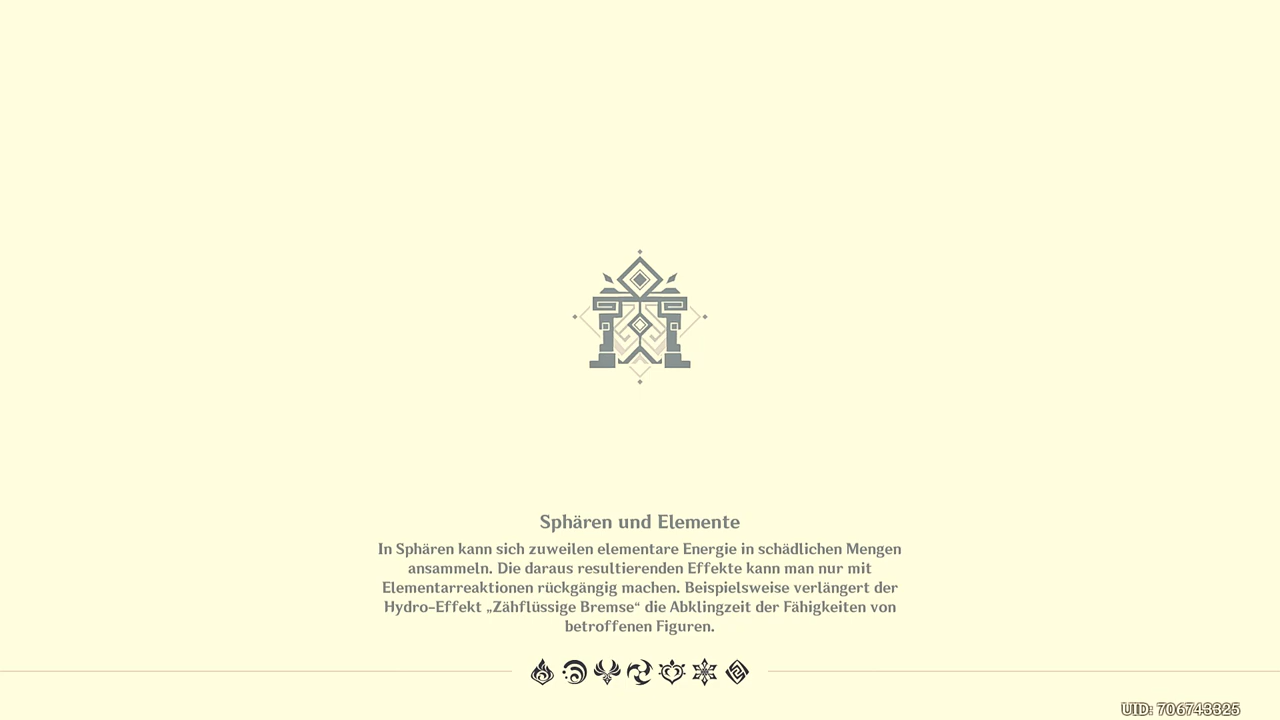 Sphären und Elemente
In Sphären kann sich zuweilen elementare Energie in schädlichen Mengen
ansammeln. Die daraus resultierenden Effekte kann man nur mit
Elementarreaktionen rückgängig machen. Beispielsweise verlängert der
Hydro-Effekt „Zähflüssige Bremse“ die Abklingzeit der Fähigkeiten von
betroffenen Figuren.
UID: 706743325